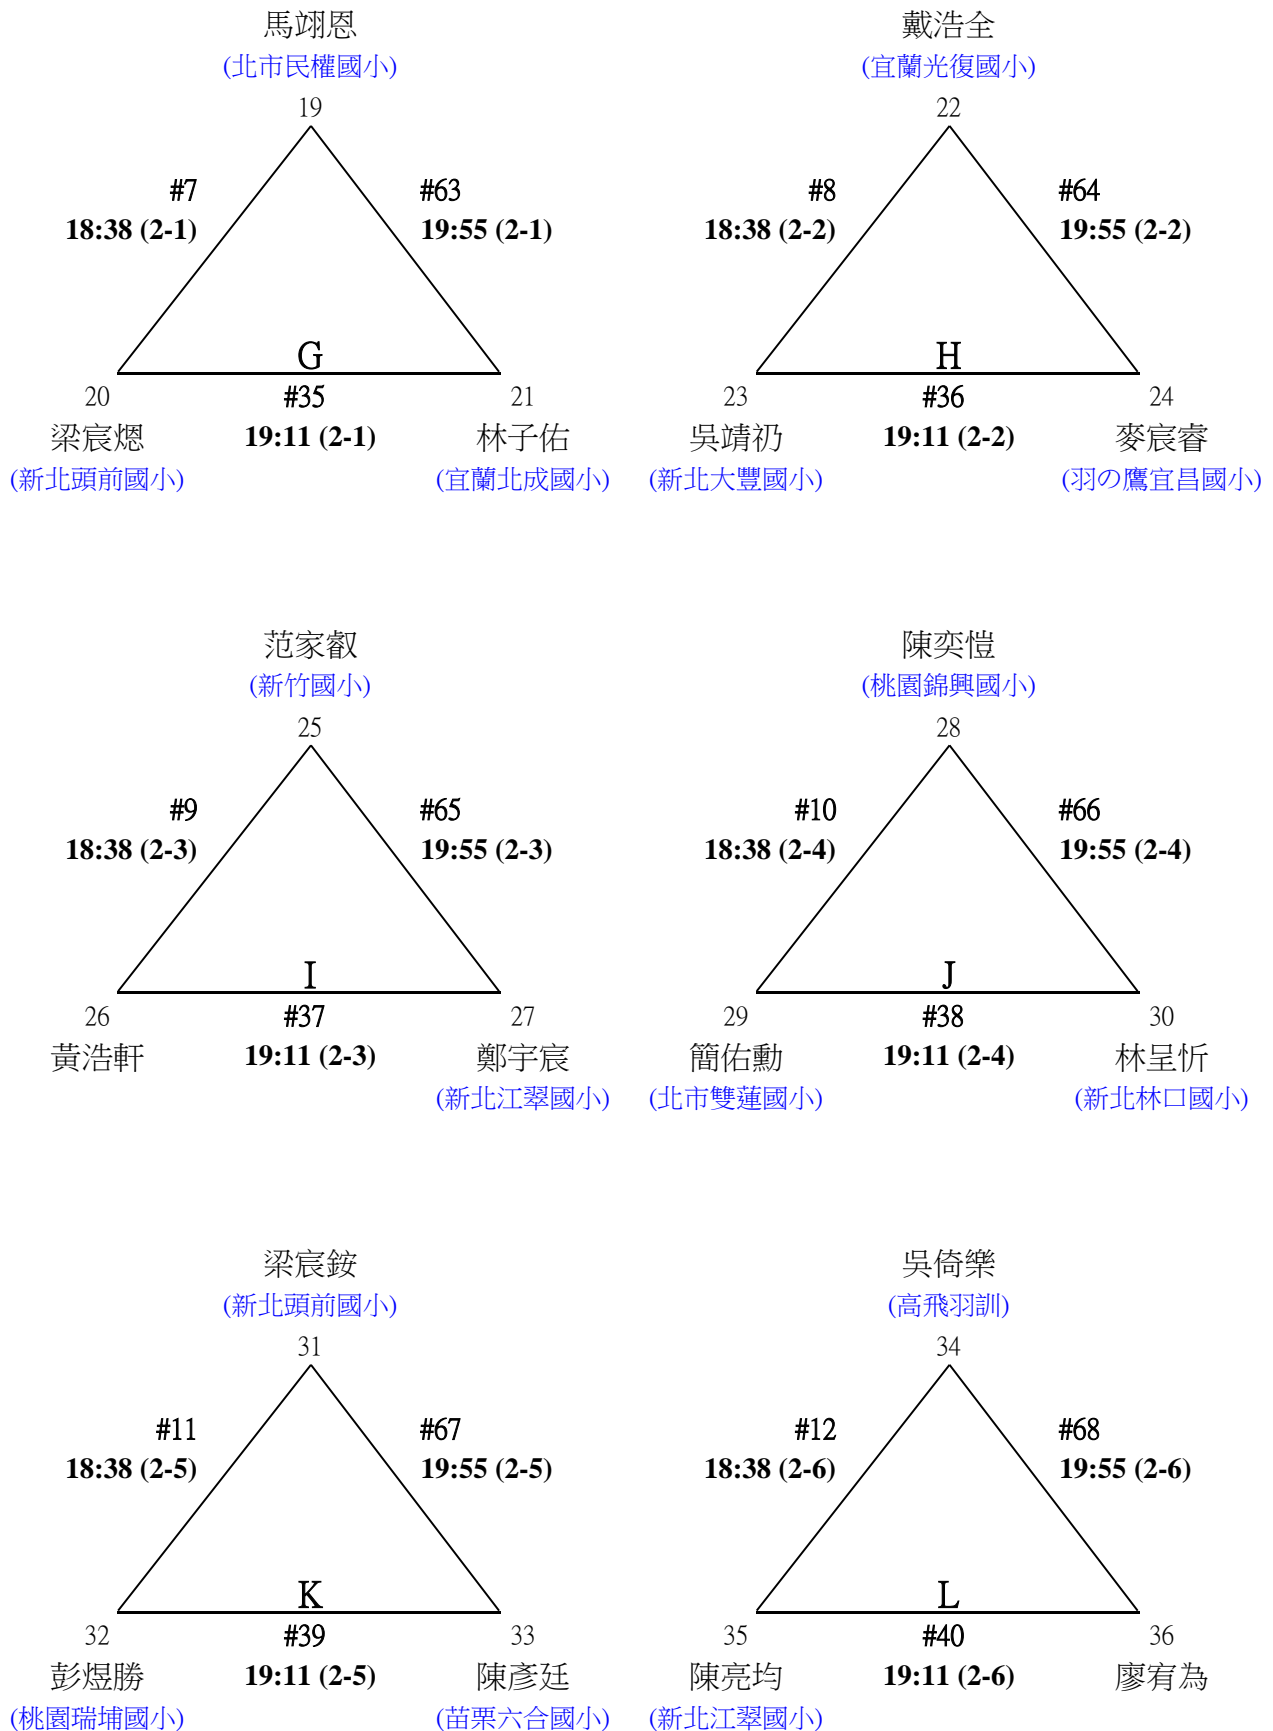 馬翊恩
(北市民權國小)
19
#7
18:38 (2-1)
#63
19:55 (2-1)
G
20
#35
21
梁宸熜
19:11 (2-1)
林子佑
(新北頭前國小)
(宜蘭北成國小)
戴浩全
(宜蘭光復國小)
22
#8
18:38 (2-2)
#64
19:55 (2-2)
H
23
#36
24
吳靖礽
19:11 (2-2)
麥宸睿
(新北大豐國小)
(羽の鷹宜昌國小)
范家叡
(新竹國小)
25
#9
18:38 (2-3)
#65
19:55 (2-3)
I
26
#37
27
黃浩軒
19:11 (2-3)
鄭宇宸
(新北江翠國小)
陳奕愷
(桃園錦興國小)
28
#10
18:38 (2-4)
#66
19:55 (2-4)
J
29
#38
30
簡佑勳
19:11 (2-4)
林呈忻
(北市雙蓮國小)
(新北林口國小)
梁宸銨
(新北頭前國小)
31
#11
18:38 (2-5)
#67
19:55 (2-5)
K
32
#39
33
彭煜勝
19:11 (2-5)
陳彥廷
(桃園瑞埔國小)
(苗栗六合國小)
吳倚樂
(高飛羽訓)
34
#12
18:38 (2-6)
#68
19:55 (2-6)
L
35
#40
36
陳亮均
19:11 (2-6)
廖宥為
(新北江翠國小)